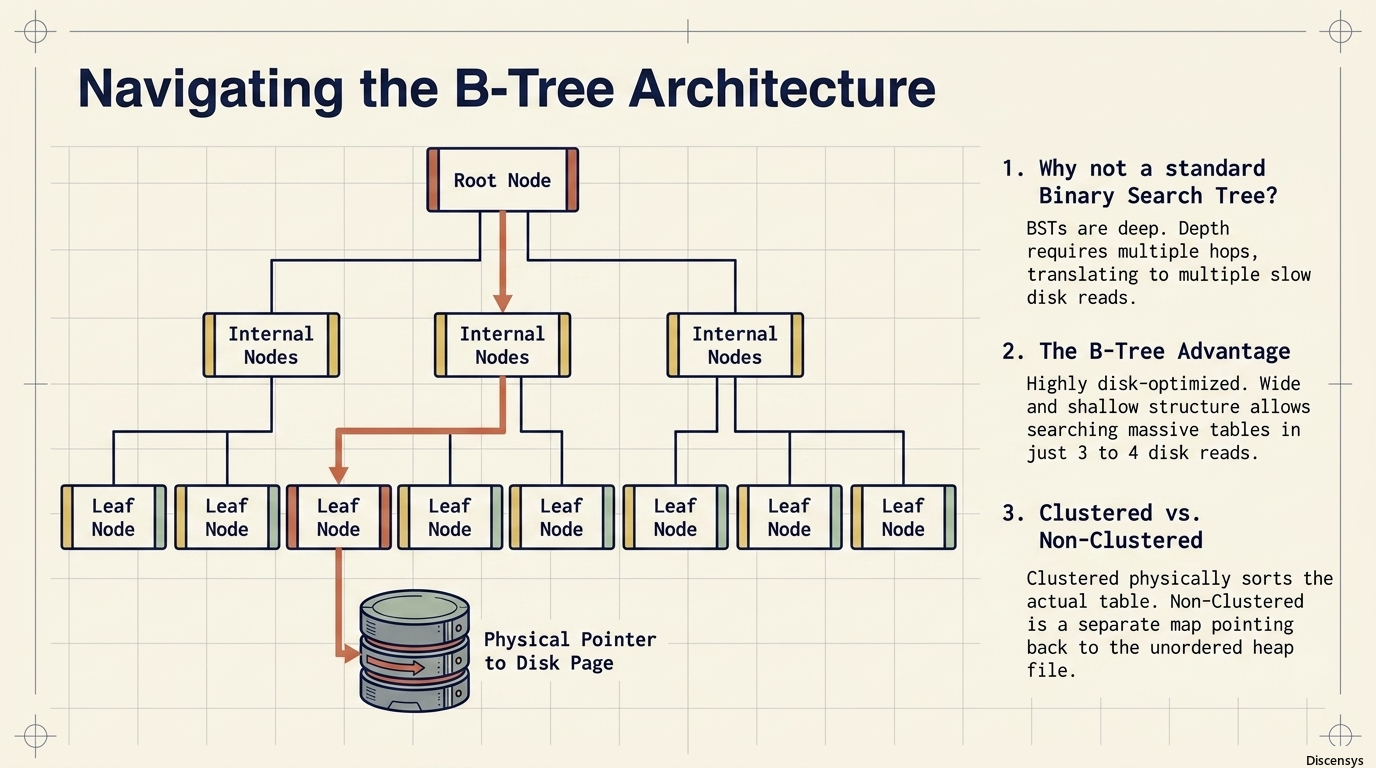 Navigating the B-Tree Architecture
Root Node
Internal
Nodes
Internal
Nodes
Internal
Nodes
Leaf
Node
Leaf
Node
Leaf
Node
Leaf
Node
Leaf
Node
Leaf
Node
Leaf
Node
Leaf
Node
Physical Pointer
to Disk Page
1. Why not a standard
Binary Search Tree?
BSTs are deep. Depth
requires multiple hops,
translating to multiple slow
disk reads.
2. The B-Tree Advantage
Highly disk-optimized. Wide
and shallow structure allows
searching massive tables in
just 3 to 4 disk reads.
3. Clustered vs.
Non-Clustered
Clustered physically sorts the
actual table. Non-Clustered
is a separate map pointing
back to the unordered heap
file.
Discensys